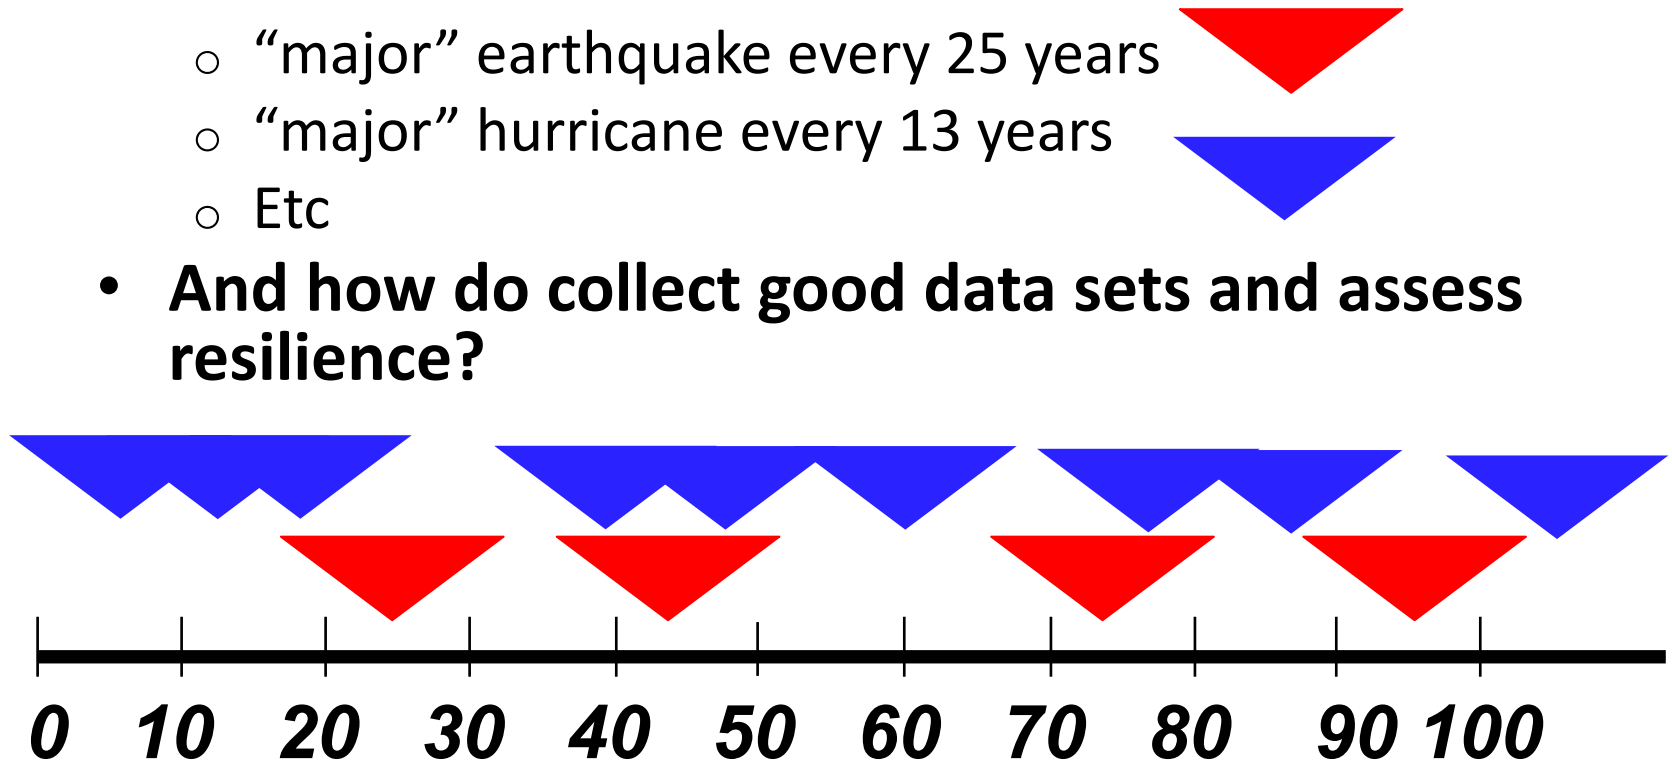 ○ “major” earthquake every 25 years
○ “major” hurricane every 13 years
○ Etc
• And how do collect good data sets and assess
resilience?
0 10 20 30 40 50 60 70 80 90 100